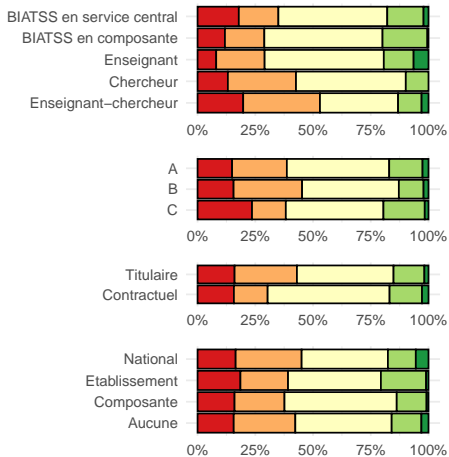 BIATSS en service central
BIATSS en composante
Enseignant
Chercheur
Enseignant−chercheur
0% 25% 50% 75% 100%
A
B
C
0% 25% 50% 75% 100%
Titulaire
Contractuel
0% 25% 50% 75% 100%
National
Etablissement
Composante
Aucune
0% 25% 50% 75% 100%